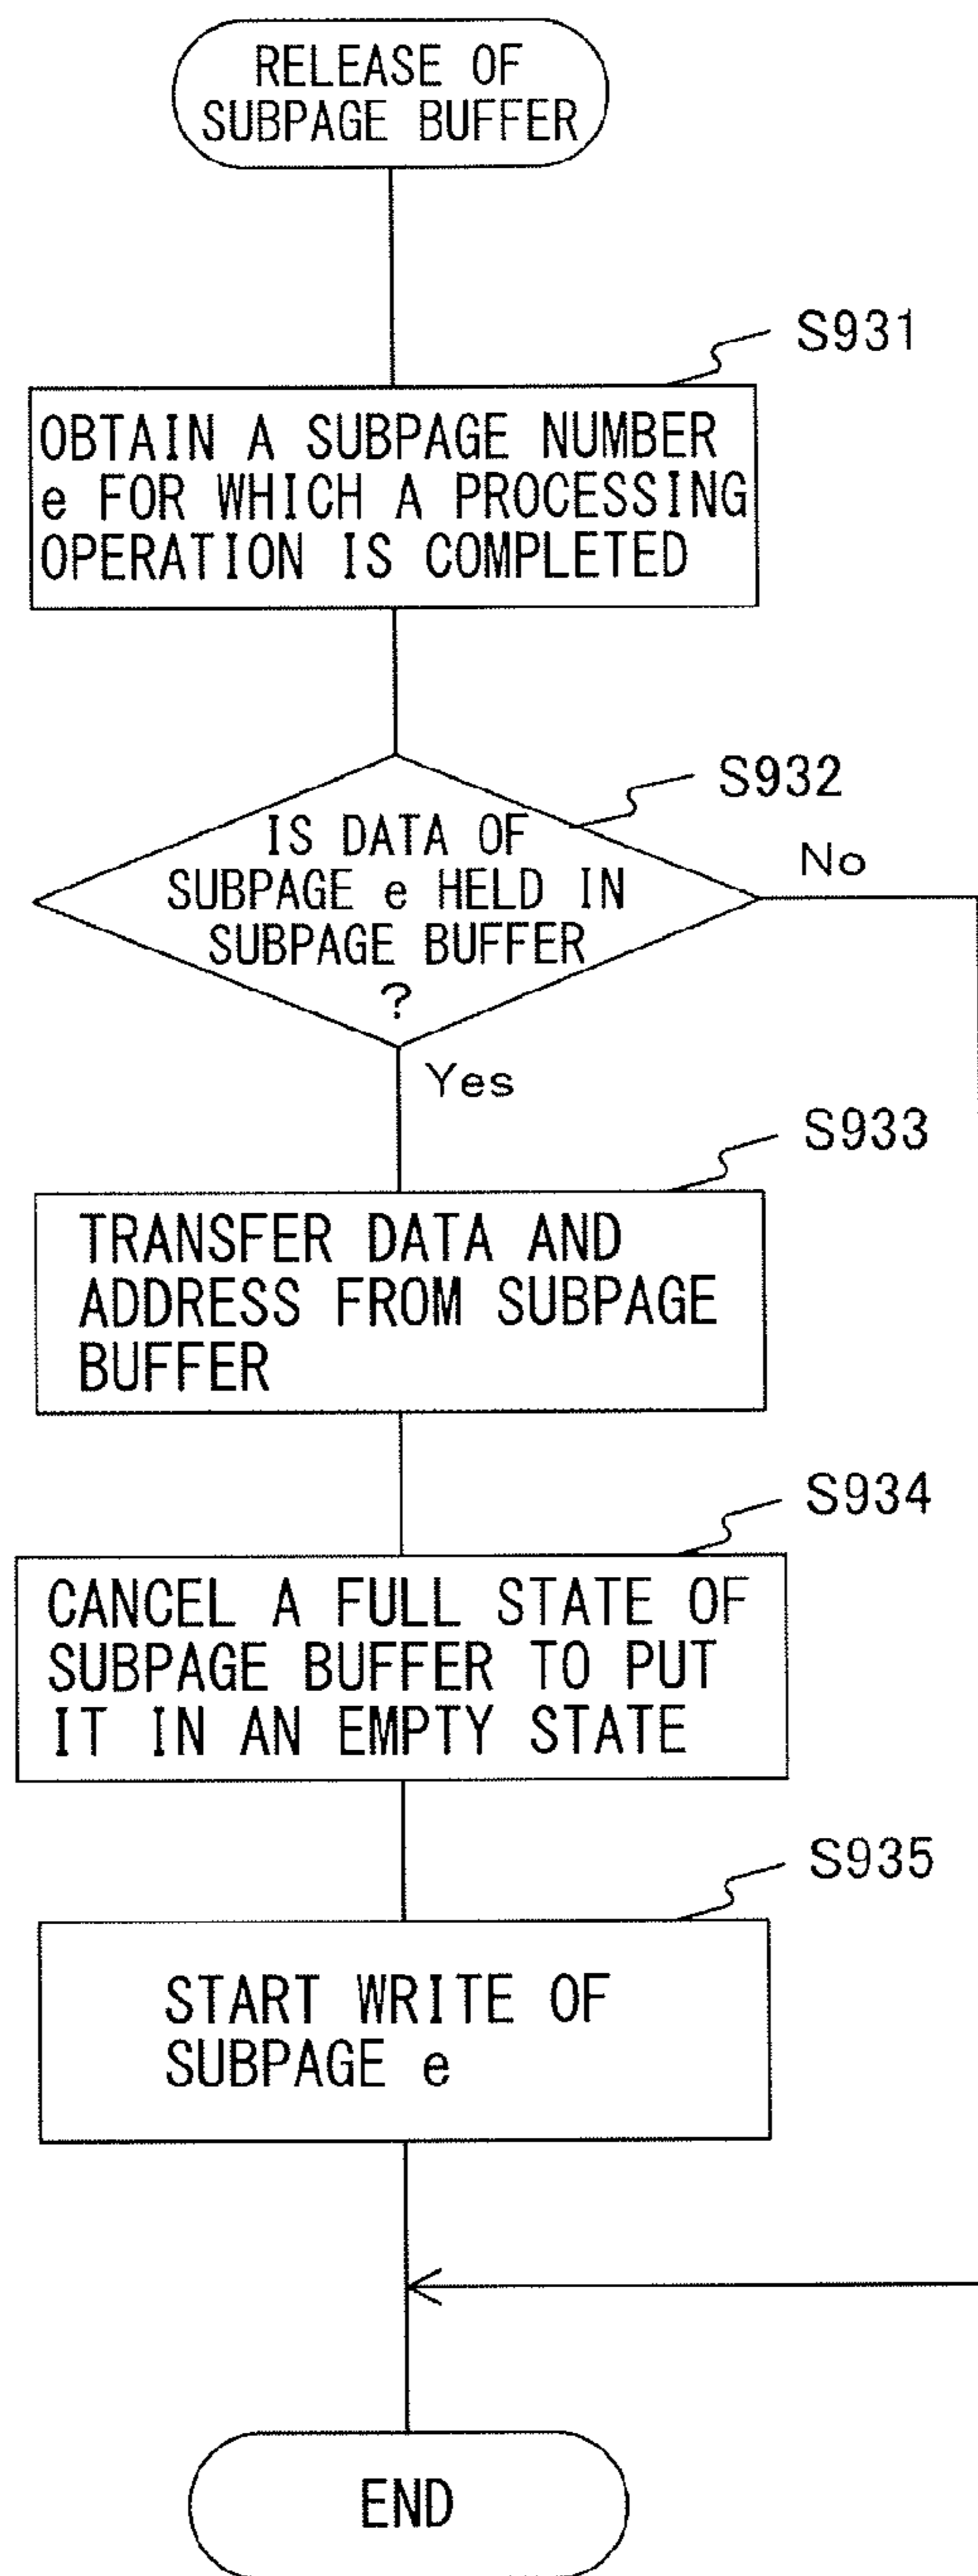 RELEASE OF
SUBPAGE BUFFER
S931
OBTAIN A SUBPAGE NUMBER
e FOR WHICH A PROCESSING
OPERATION IS COMPLETED
S932
IS DATA OF
SUBPAGE e HELD IN
SUBPAGE BUFFER
?
No
Yes
S933
TRANSFER DATA AND
ADDRESS FROM SUBPAGE
BUFFER
S934
CANCEL A FULL STATE OF
SUBPAGE BUFFER TO PUT
IT IN AN EMPTY STATE
S935
START WRITE OF
SUBPAGE e
END